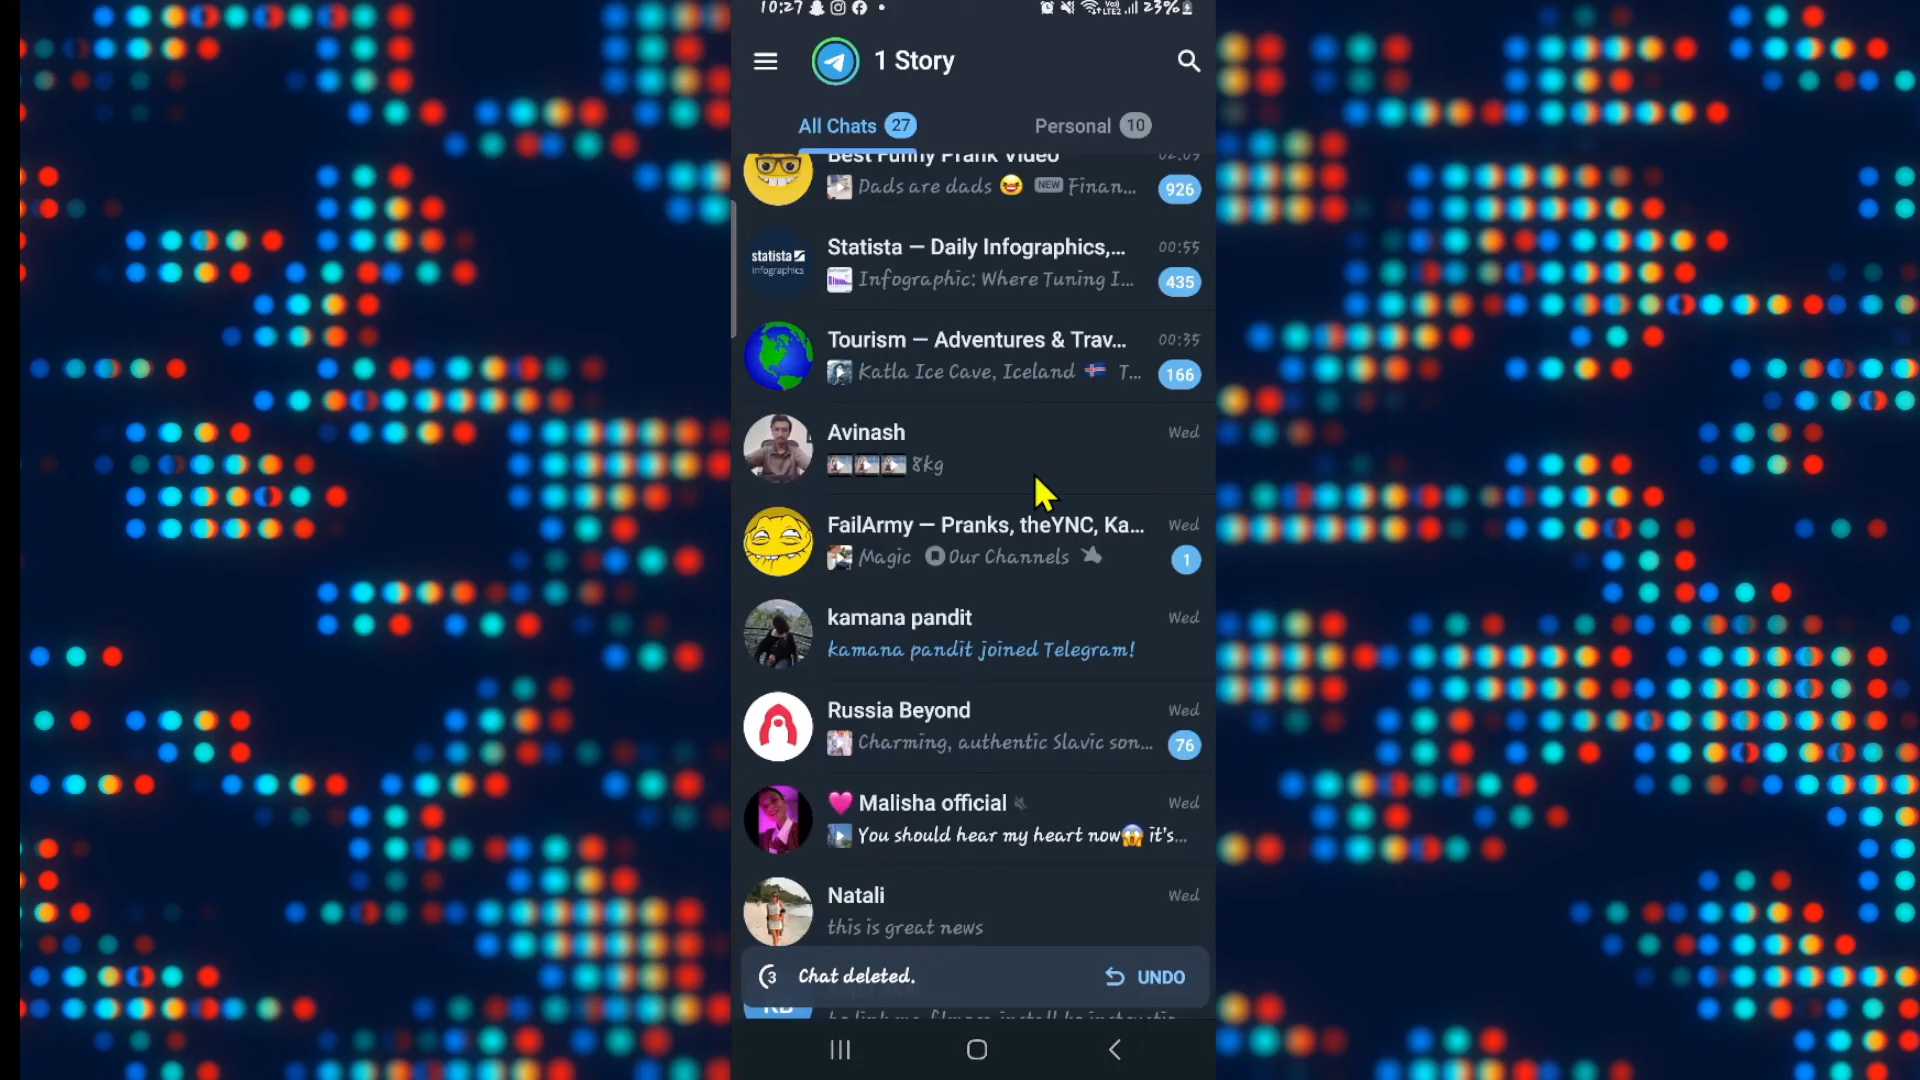 10:27 23%
1 Story
All Chats 27 Personal 10
Best Funny Prank Video 02:09
Dads are dads 😂 NEW Finan... 926
statista infographics
Statista — Daily Infographics,... 00:55
Infographic: Where Tuning I... 435
Tourism — Adventures & Trav... 00:35
Katla Ice Cave, Iceland 🇮🇸 T... 166
Avinash Wed
8kg
FailArmy — Pranks, theYNC, Ka... Wed
Magic Our Channels 1
kamana pandit Wed
kamana pandit joined Telegram!
Russia Beyond Wed
Charming, authentic Slavic son... 76
💗 Malisha official Wed
You should hear my heart now😱 it's...
Natali Wed
this is great news
3 Chat deleted. UNDO